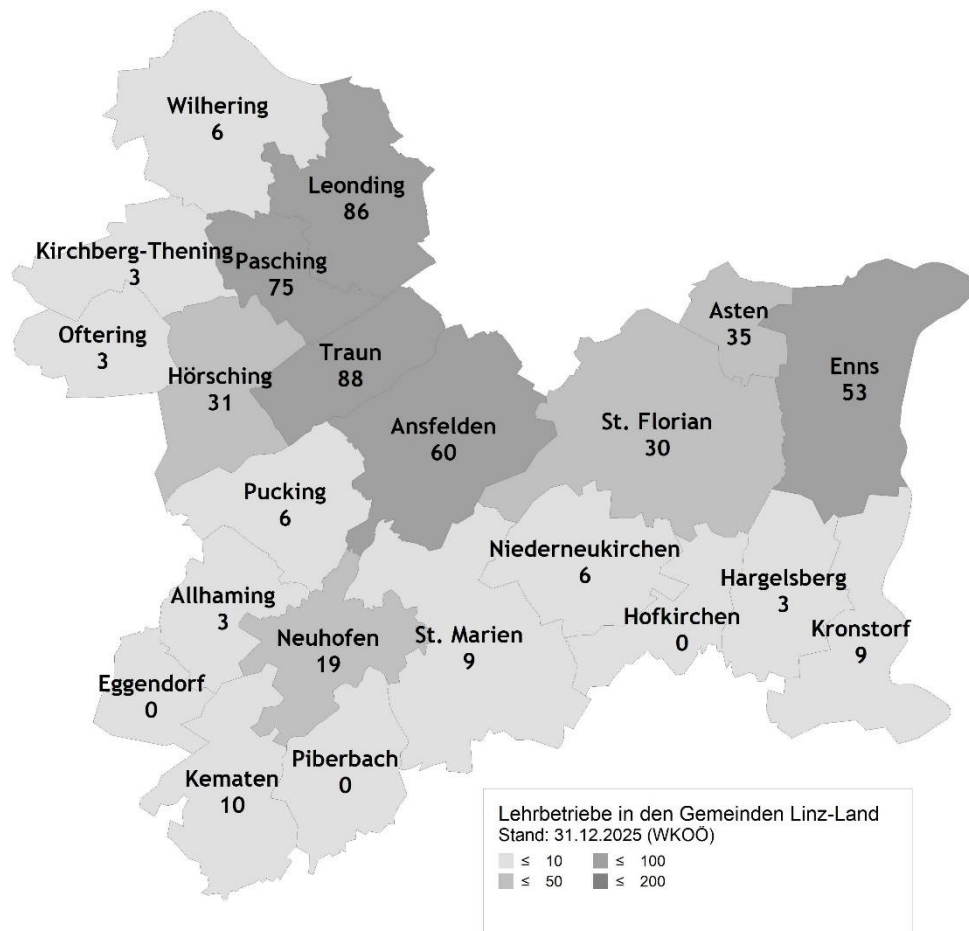 Wilhering
6
Leonding
86
Kirchberg-Thening
3
Pasching
75
Oftering
3
Hörsching
31
Traun
88
Asten
35
Enns
53
Ansfelden
60
St. Florian
30
Pucking
6
Niederneukirchen
6
Hargelsberg
3
Allhaming
3
Hofkirchen
0
Neuhofen
19
St. Marien
9
Kronstorf
9
Eggendorf
0
Piberbach
0
Kematen
10
Lehrbetriebe in den Gemeinden Linz-Land
Stand: 31.12.2025 (WKOÖ)
≤ 10 ≤ 100
≤ 50 ≤ 200